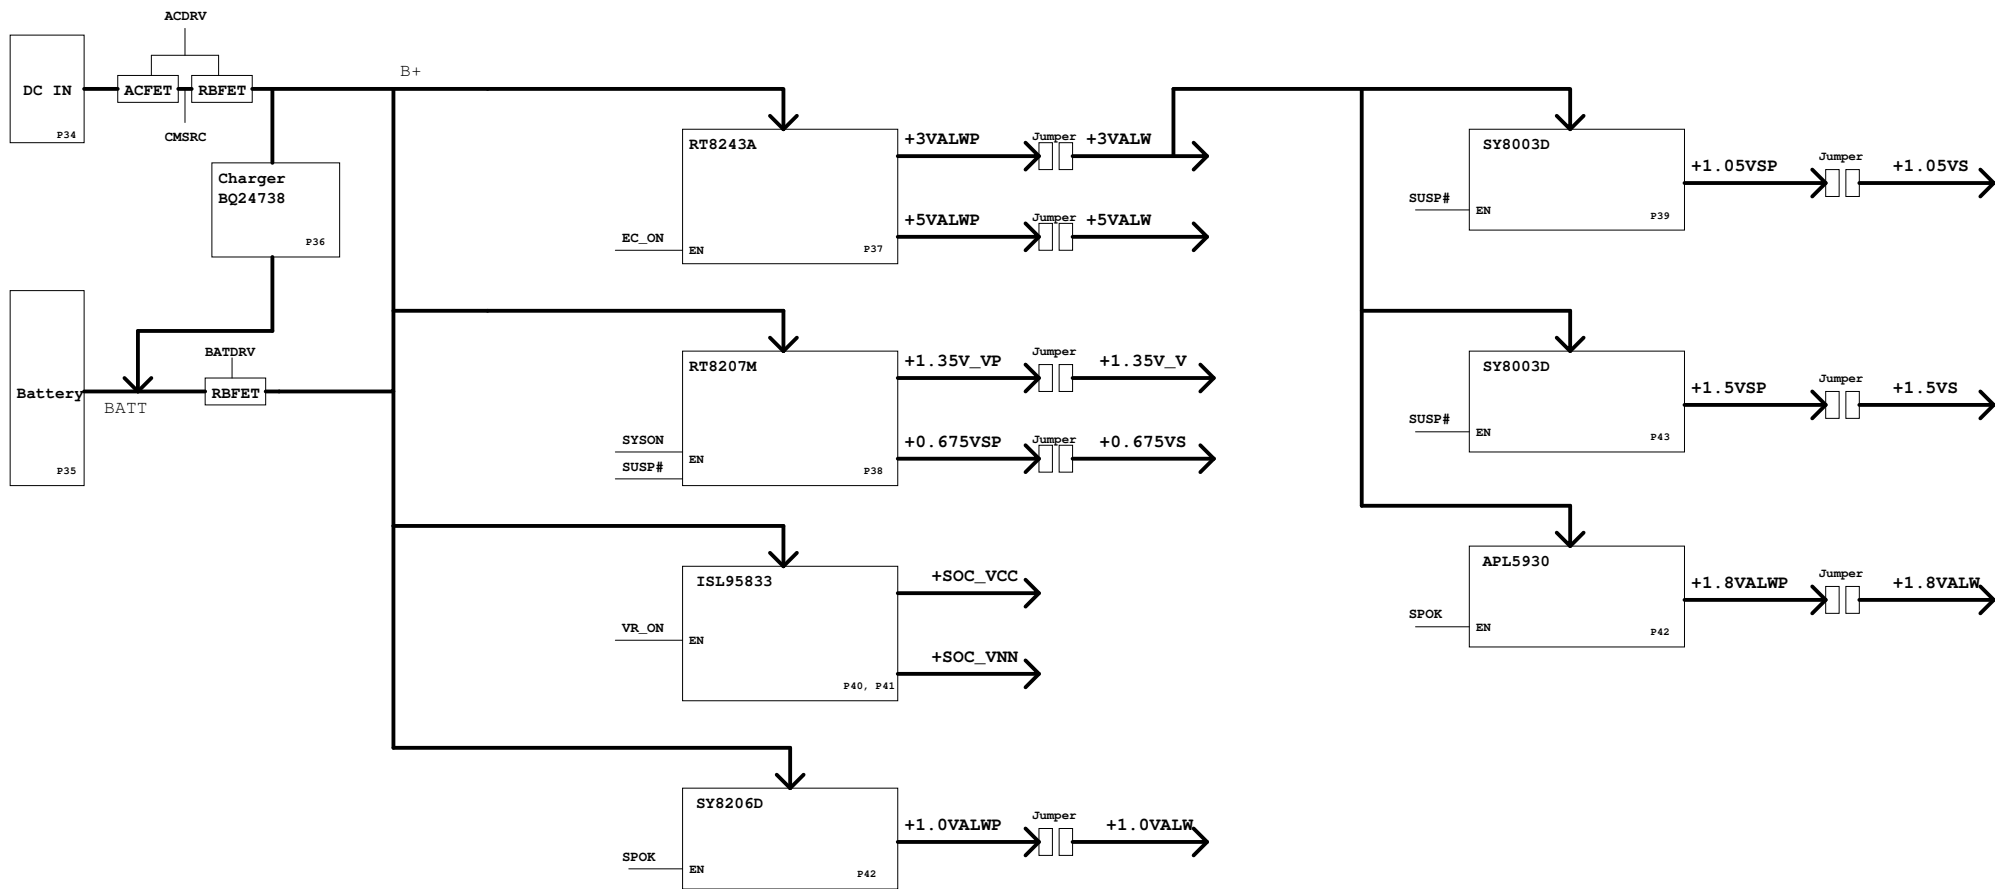 ACDRV
DC IN
P34
ACFET
RBFET
CMSRC
B+
Charger
BQ24738
P36
Battery
P35
BATT
BATDRV
RBFET
RT8243A
EC_ON
EN
P37
+3VALWP
Jumper
+3VALW
+5VALWP
Jumper
+5VALW
RT8207M
SYSON
EN
SUSP#
P38
+1.35V_VP
Jumper
+1.35V_V
+0.675VSP
Jumper
+0.675VS
ISL95833
VR_ON
EN
P40, P41
+SOC_VCC
+SOC_VNN
SY8206D
SPOK
EN
P42
+1.0VALWP
Jumper
+1.0VALW
SY8003D
SUSP#
EN
P39
+1.05VSP
Jumper
+1.05VS
SY8003D
SUSP#
EN
P43
+1.5VSP
Jumper
+1.5VS
APL5930
SPOK
EN
P42
+1.8VALWP
Jumper
+1.8VALW